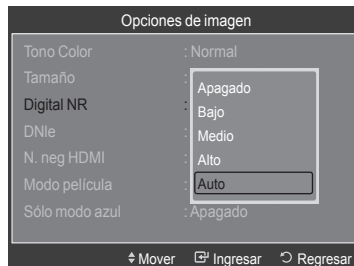 Opciones de imagen
Tono Color : Normal
Tamaño :
Apagado
Digital NR :
Bajo
DNIe :
Medio
N. neg HDMI :
Alto
Modo película :
Auto
Sólo modo azul : Apagado
Mover Ingresar Regresar